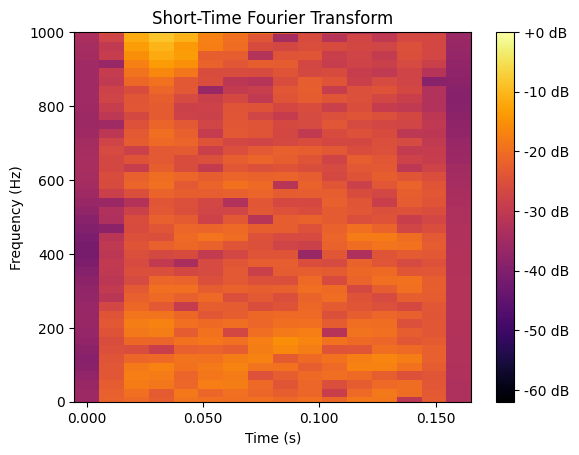 Short-Time Fourier Transform
1000
800
600
400
200
0
Frequency (Hz)
0.000
0.050
0.100
0.150
Time (s)
+0 dB
-10 dB
-20 dB
-30 dB
-40 dB
-50 dB
-60 dB